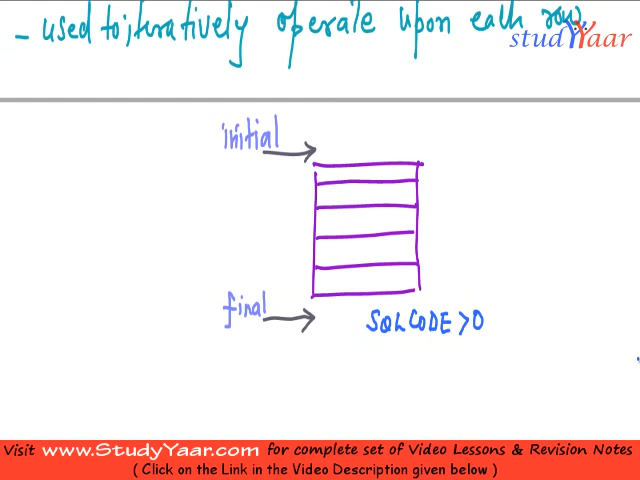 - used to iteratively operate upon each row
studYYaar
initial
final
SQLCODE > 0
Visit www.StudyYaar.com for complete set of Video Lessons & Revision Notes
( Click on the Link in the Video Description given below )